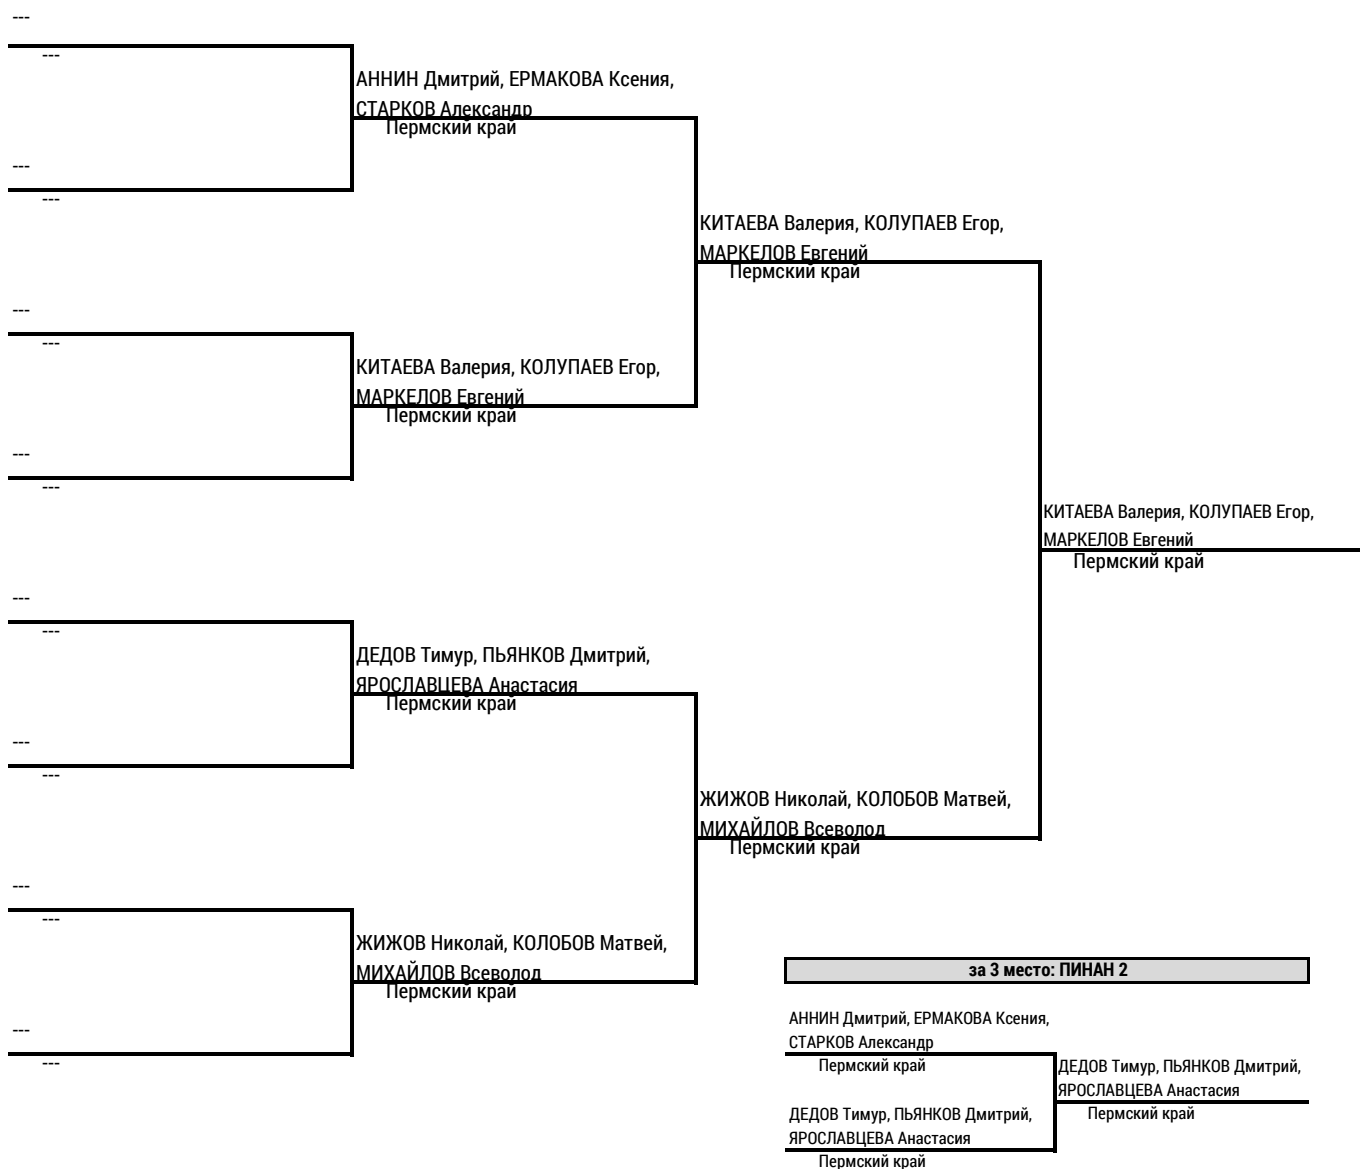 ---
---
АННИН Дмитрий, ЕРМАКОВА Ксения,
СТАРКОВ Александр
Пермский край
---
---
КИТАЕВА Валерия, КОЛУПАЕВ Егор,
МАРКЕЛОВ Евгений
Пермский край
---
---
КИТАЕВА Валерия, КОЛУПАЕВ Егор,
МАРКЕЛОВ Евгений
Пермский край
---
---
КИТАЕВА Валерия, КОЛУПАЕВ Егор,
МАРКЕЛОВ Евгений
Пермский край
---
---
ДЕДОВ Тимур, ПЬЯНКОВ Дмитрий,
ЯРОСЛАВЦЕВА Анастасия
Пермский край
---
---
ЖИЖОВ Николай, КОЛОБОВ Матвей,
МИХАЙЛОВ Всеволод
Пермский край
---
---
ЖИЖОВ Николай, КОЛОБОВ Матвей,
МИХАЙЛОВ Всеволод
Пермский край
---
---
за 3 место: ПИНАН 2
АННИН Дмитрий, ЕРМАКОВА Ксения,
СТАРКОВ Александр
Пермский край
ДЕДОВ Тимур, ПЬЯНКОВ Дмитрий,
ЯРОСЛАВЦЕВА Анастасия
Пермский край
ДЕДОВ Тимур, ПЬЯНКОВ Дмитрий,
ЯРОСЛАВЦЕВА Анастасия
Пермский край